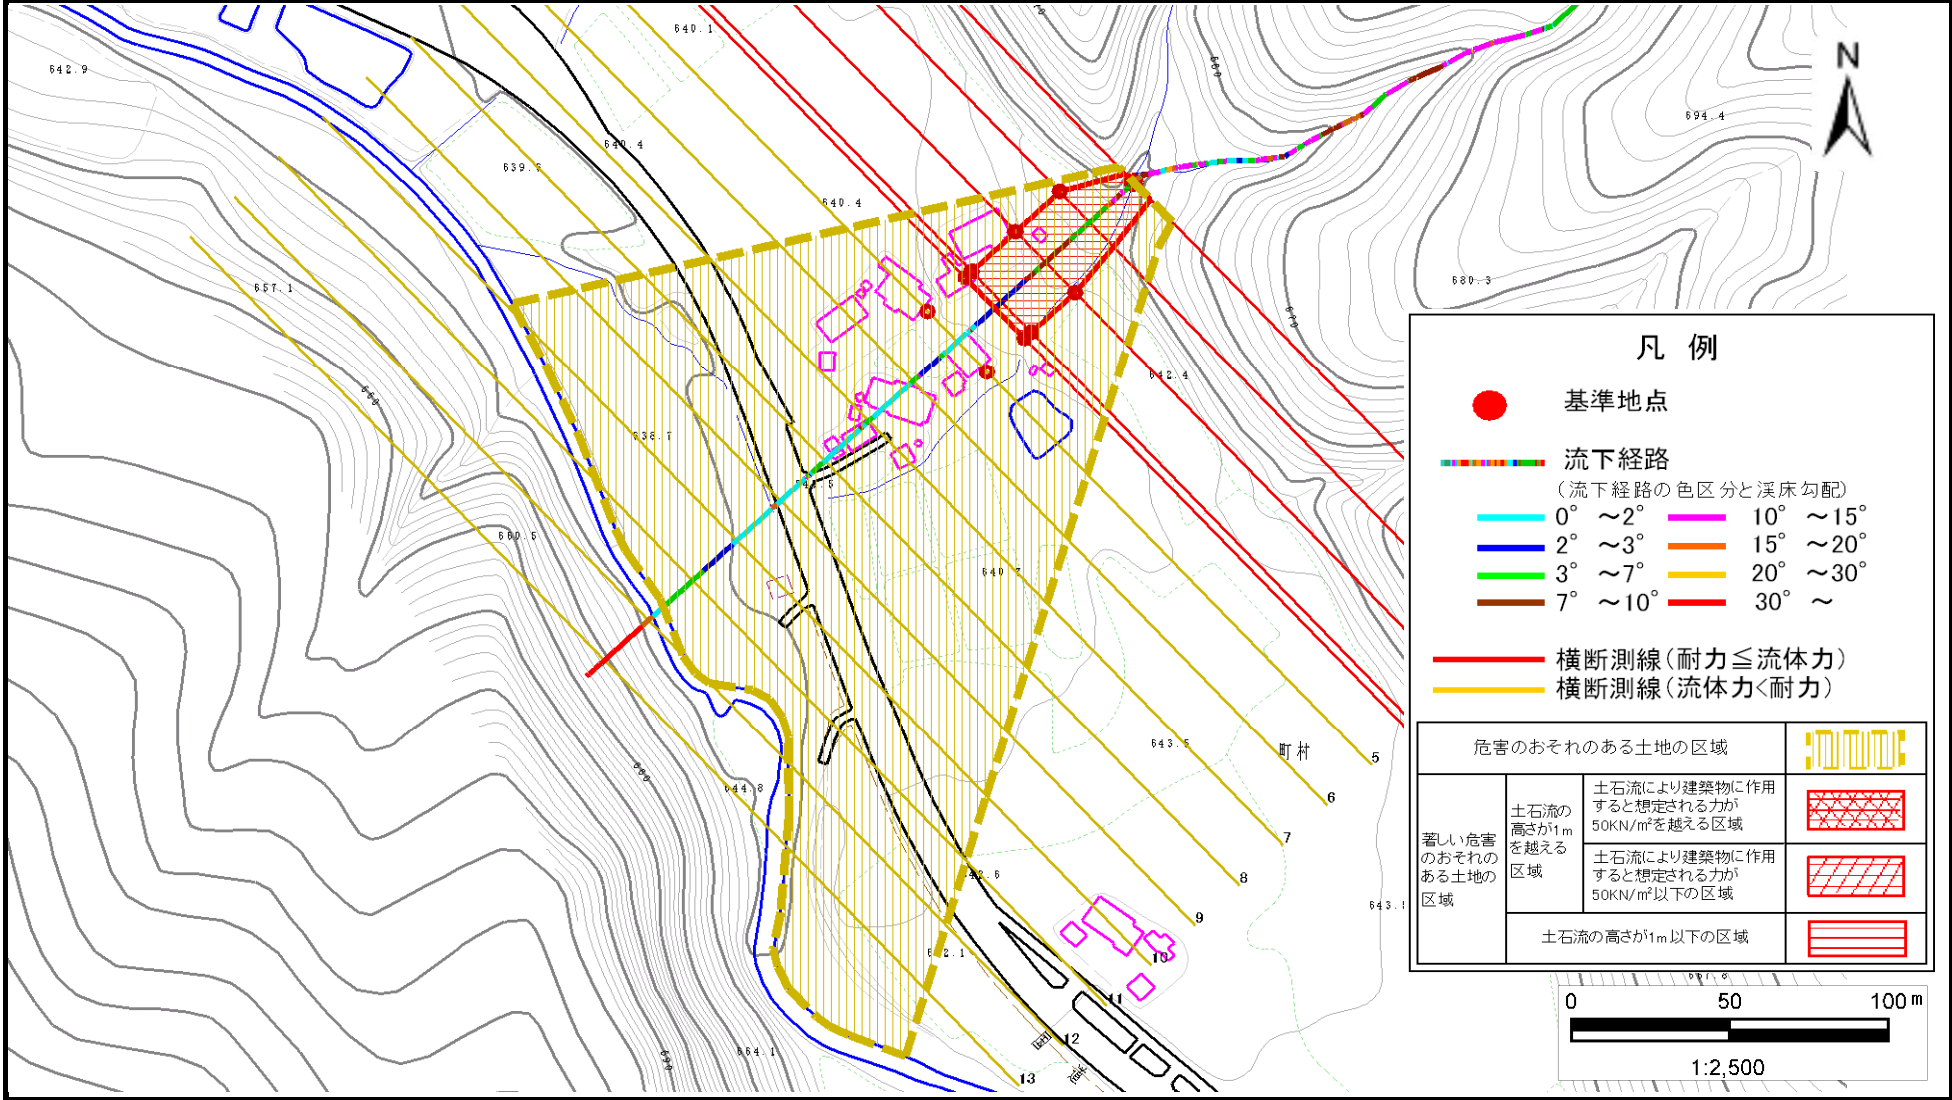 640.1
642.9
N
694.4
640.4
639.
640.4
657.1
680.3
670
660
642.4
638.7
660.5
640.7
643.5
町村
644.8
42.6
643.
664.1
690
5
6
7
8
9
10
11
12
13
凡 例
基準地点
流下経路
(流下経路の色区分と渓床勾配)
0° ~2° 10° ~15°
2° ~3° 15° ~20°
3° ~7° 20° ~30°
7° ~10° 30° ~
横断測線(耐力≦流体力)
横断測線(流体力<耐力)
危害のおそれのある土地の区域
著しい危害
のおそれの
ある土地の
区域
土石流の
高さが1m
を越える
区域
土石流により建築物に作用
すると想定される力が
50KN/㎡を越える区域
土石流により建築物に作用
すると想定される力が
50KN/㎡以下の区域
土石流の高さが1m以下の区域
0 50 100 m
1:2,500